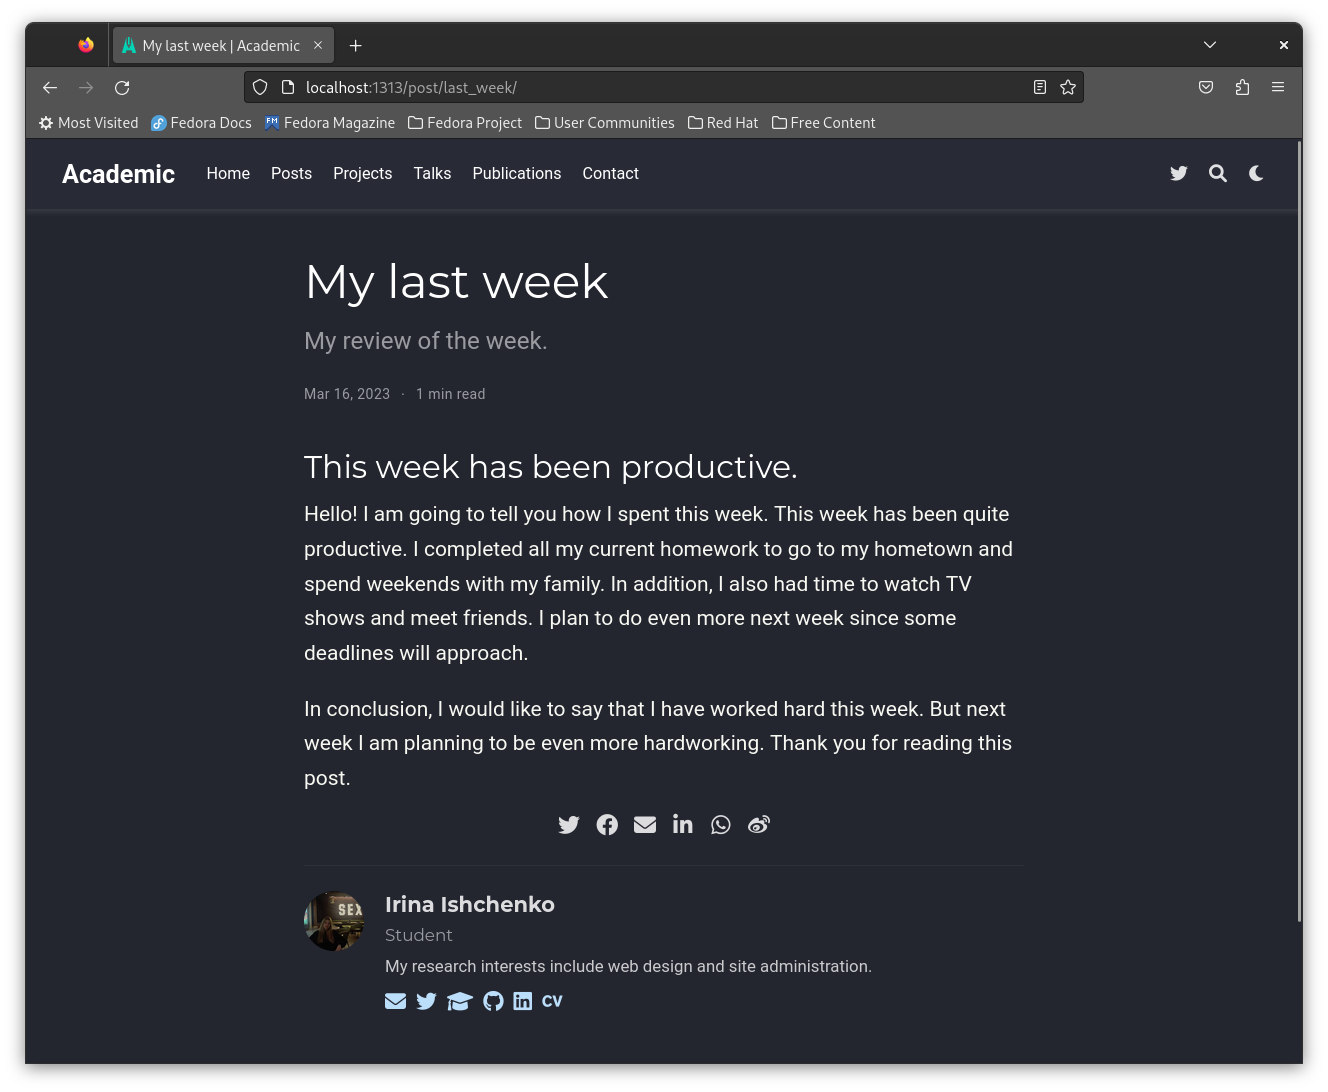 My last week | Academic
localhost:1313/post/last_week/
Most Visited Fedora Docs FM Fedora Magazine Fedora Project User Communities Red Hat Free Content
Academic Home Posts Projects Talks Publications Contact
My last week
My review of the week.
Mar 16, 2023 · 1 min read
This week has been productive.
Hello! I am going to tell you how I spent this week. This week has been quite
productive. I completed all my current homework to go to my hometown and
spend weekends with my family. In addition, I also had time to watch TV
shows and meet friends. I plan to do even more next week since some
deadlines will approach.
In conclusion, I would like to say that I have worked hard this week. But next
week I am planning to be even more hardworking. Thank you for reading this
post.
SEX
Irina Ishchenko
Student
My research interests include web design and site administration.
CV